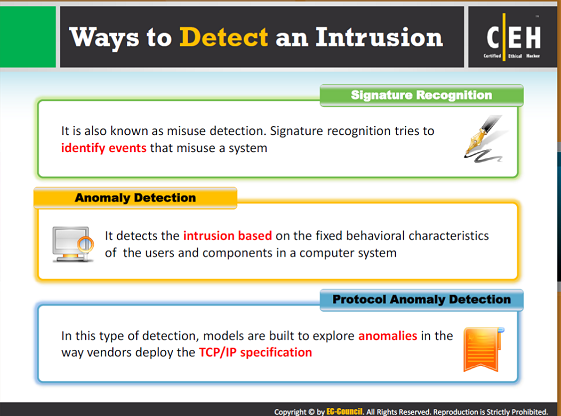 Ways to Detect an Intrusion
C|EH
Certified Ethical Hacker
Signature Recognition
It is also known as misuse detection. Signature recognition tries to
identify events that misuse a system
Anomaly Detection
It detects the intrusion based on the fixed behavioral characteristics
of the users and components in a computer system
Protocol Anomaly Detection
In this type of detection, models are built to explore anomalies in the
way vendors deploy the TCP/IP specification
Copyright © by EC-Council. All Rights Reserved. Reproduction is Strictly Prohibited.